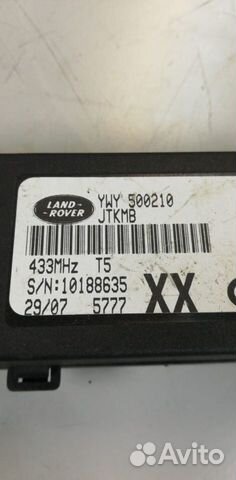 LAND-
ROVER
YWY 500210
JTKMB
433MHz T5
S/N:10188635
29/07 5777
XX
Avito